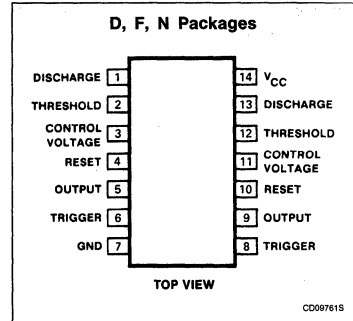 D, F, N Packages
DISCHARGE 1
14 VCC
THRESHOLD 2
13 DISCHARGE
CONTROL
VOLTAGE 3
12 THRESHOLD
RESET 4
11 CONTROL
VOLTAGE
OUTPUT 5
10 RESET
TRIGGER 6
9 OUTPUT
GND 7
8 TRIGGER
TOP VIEW
CD09761S